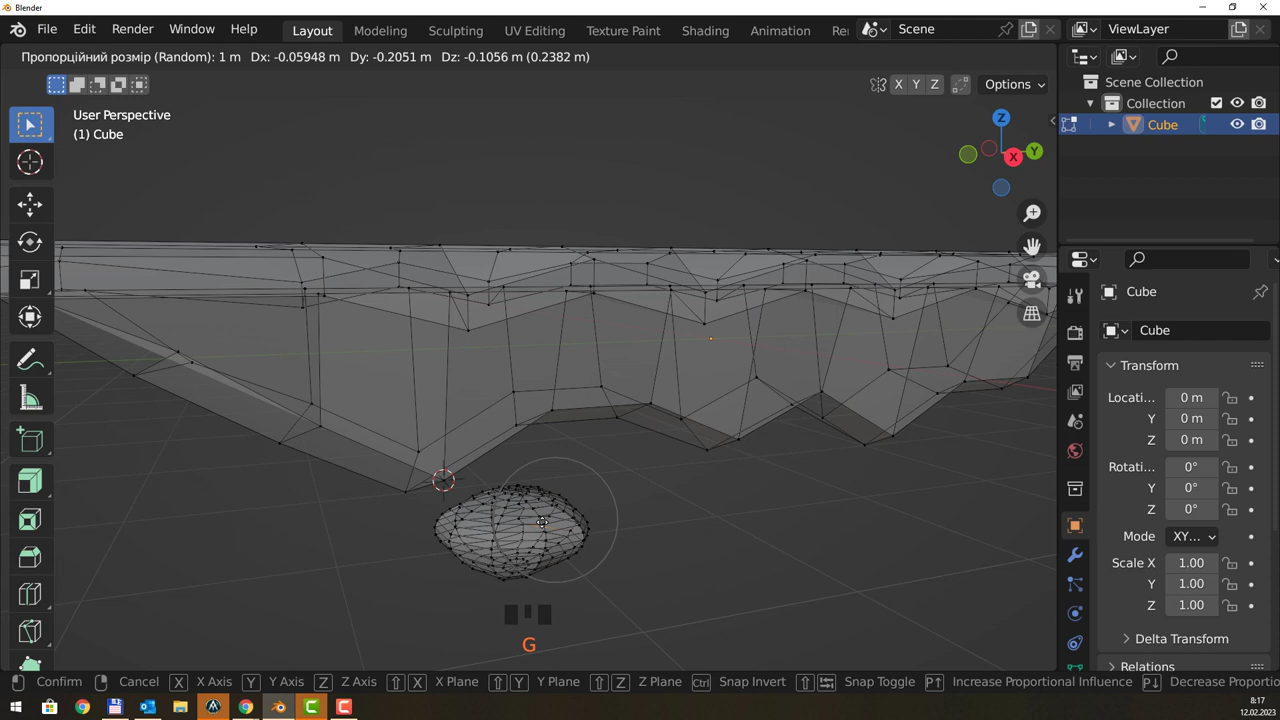 Blender
File Edit Render Window Help
Layout Modeling Sculpting UV Editing Texture Paint Shading Animation Re
Scene
ViewLayer
Пропорційний розмір (Random): 1 m Dx: -0.05948 m Dy: -0.2051 m Dz: -0.1056 m (0.2382 m)
X Y Z Options
User Perspective
(1) Cube
Z
X
Y
G
Scene Collection
Collection
Cube
Cube
Cube
Transform
Locati... 0 m
Y 0 m
Z 0 m
Rotati... 0°
Y 0°
Z 0°
Mode XY...
Scale X 1.00
Y 1.00
Z 1.00
Delta Transform
Relations
Confirm Cancel X X Axis Y Y Axis Z Z Axis X X Plane Y Y Plane Z Z Plane Ctrl Snap Invert Snap Toggle P↑ Increase Proportional Influence P↓ Decrease Proportio
8:17
12.02.2023